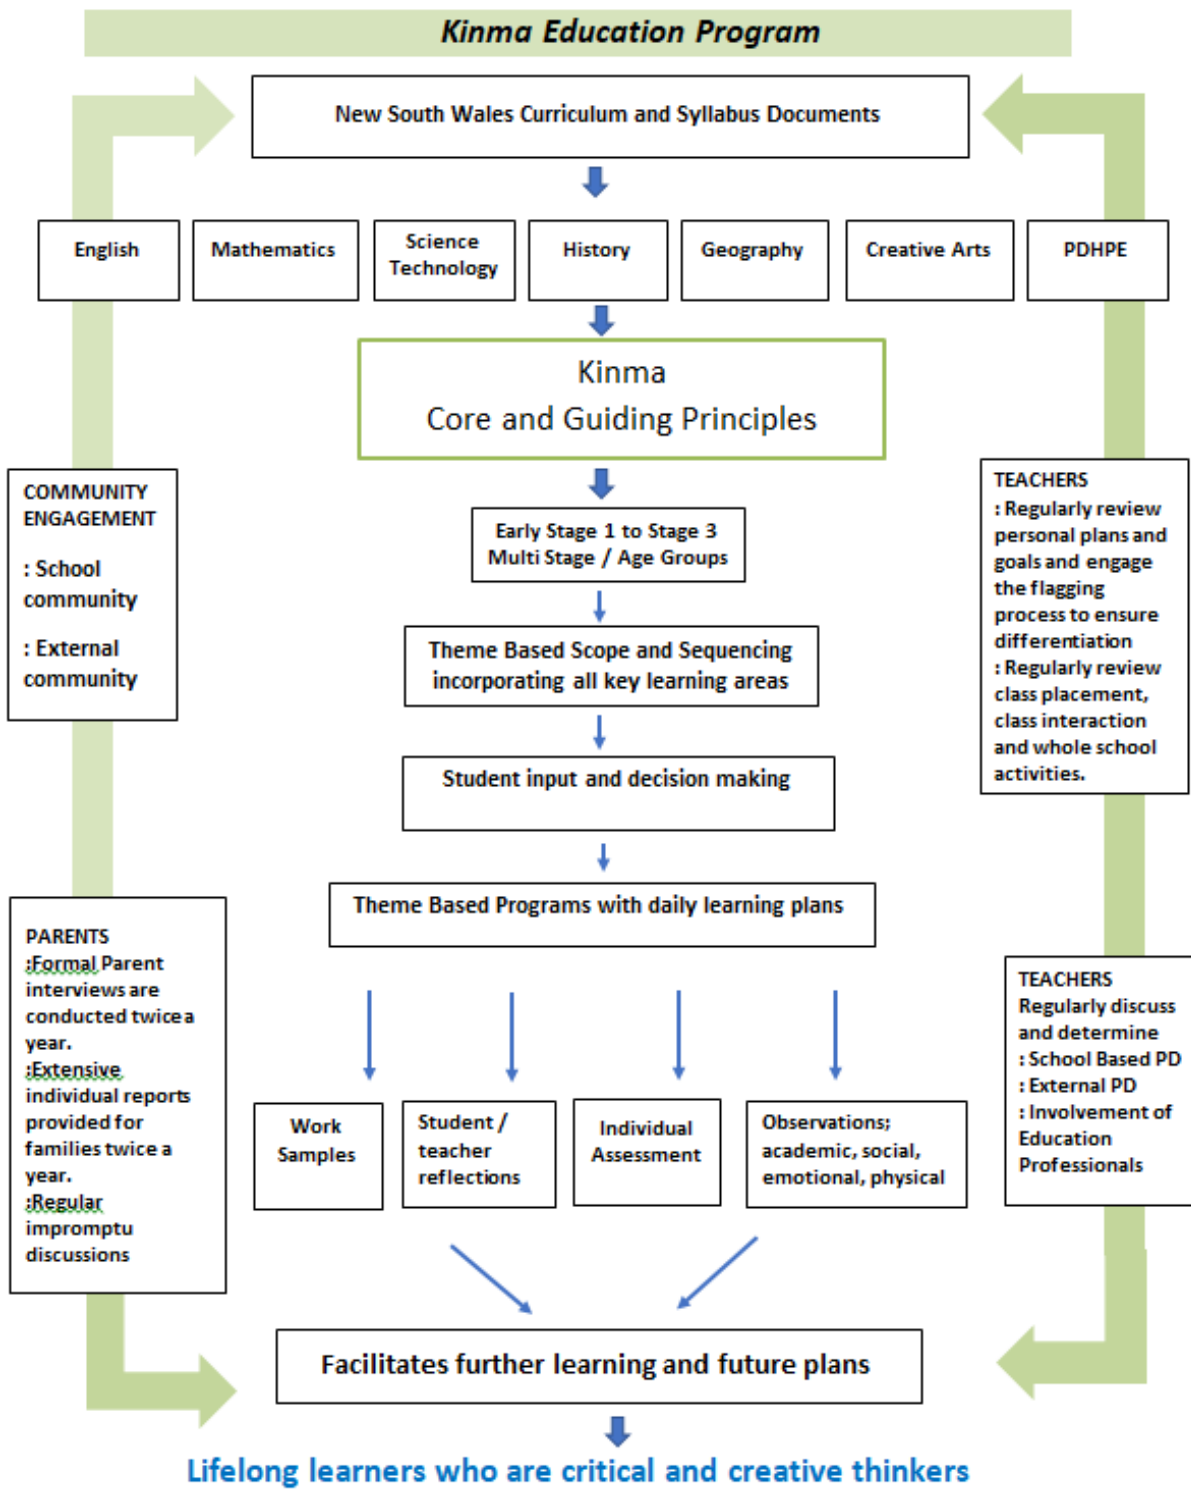 Kinma Education Program
New South Wales Curriculum and Syllabus Documents
English
Mathematics
Science
Technology
History
Geography
Creative Arts
PDHPE
Kinma
Core and Guiding Principles
COMMUNITY
ENGAGEMENT
: School
community
: External
community
Early Stage 1 to Stage 3
Multi Stage / Age Groups
TEACHERS
: Regularly review
personal plans and
goals and engage
the flagging
process to ensure
differentiation
: Regularly review
class placement,
class interaction
and whole school
activities.
Theme Based Scope and Sequencing
incorporating all key learning areas
Student input and decision making
Theme Based Programs with daily learning plans
PARENTS
:Formal Parent
interviews are
conducted twice a
year.
:Extensive
individual reports
provided for
families twice a
year.
:Regular
impromptu
discussions
TEACHERS
Regularly discuss
and determine
: School Based PD
: External PD
: Involvement of
Education
Professionals
Work
Samples
Student /
teacher
reflections
Individual
Assessment
Observations;
academic, social,
emotional, physical
Facilitates further learning and future plans
Lifelong learners who are critical and creative thinkers